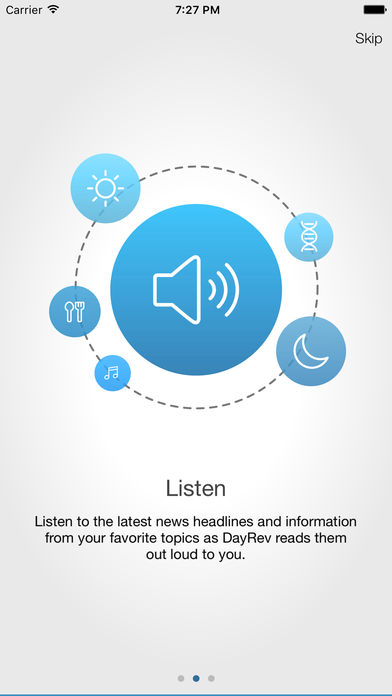 Carrier 7:27 PM
Skip
Listen
Listen to the latest news headlines and information
from your favorite topics as DayRev reads them
out loud to you.